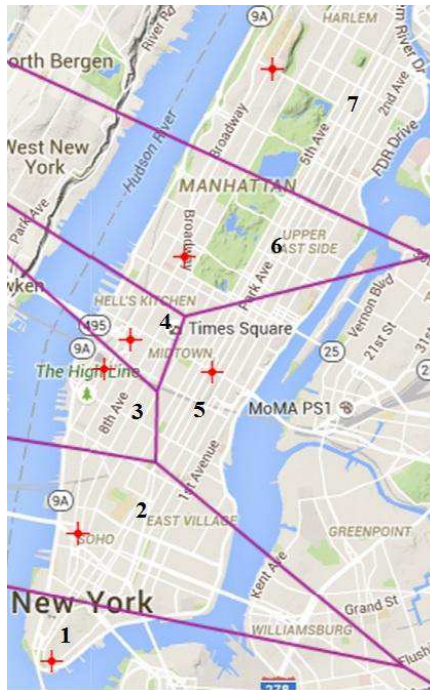 River Rd
9A
HARLEM
North Bergen
7
2nd Ave
Broadway
5th Ave
FDR Drive
West New
York
Hudson River
MANHATTAN
Park Ave
Broadway
UPPER
EAST SIDE
6
Park Ave
HELL'S KITCHEN
4
Times Square
Vernon Blvd
21st St
31st
495
9A
MIDTOWN
25
The High Line
8th Ave
3
5
MoMA PS1
1st Avenue
2
9A
EAST VILLAGE
SOHO
GREENPOINT
Kent Ave
New York
Grand St
1
WILLIAMSBURG
Flushi
278